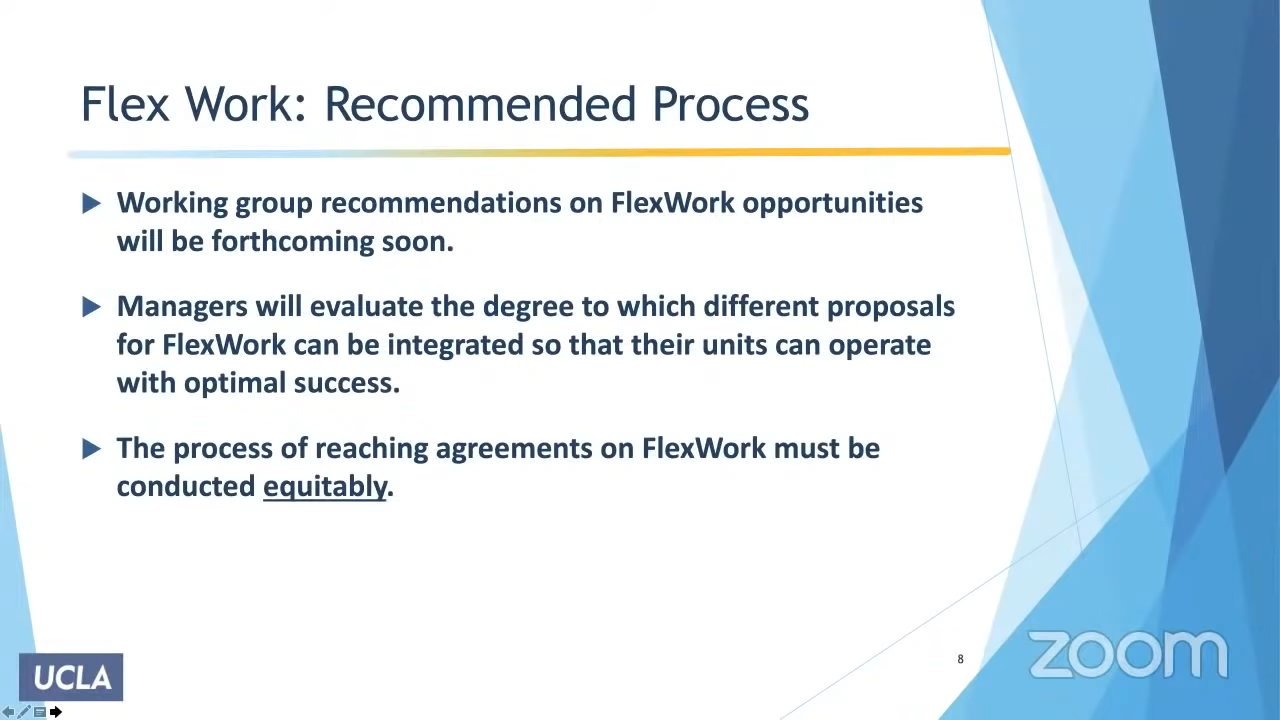 Flex Work: Recommended Process
Working group recommendations on FlexWork opportunities
will be forthcoming soon.
Managers will evaluate the degree to which different proposals
for FlexWork can be integrated so that their units can operate
with optimal success.
The process of reaching agreements on FlexWork must be
conducted equitably.
UCLA
8
zoom